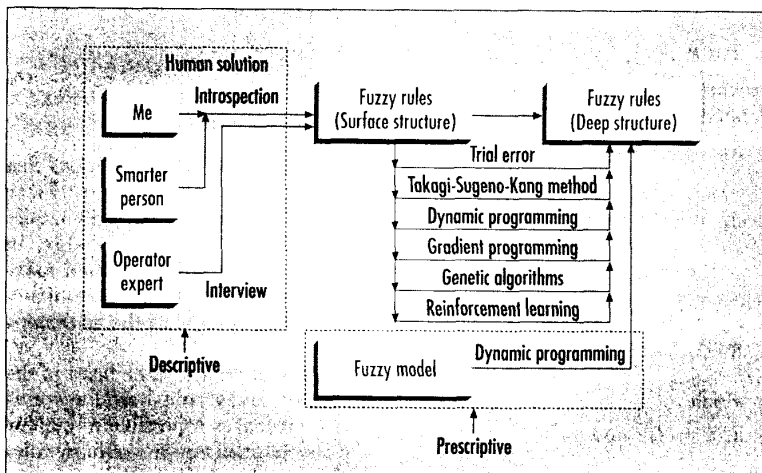 Human solution
Me
Introspection
Smarter
person
Operator
expert
Interview
Descriptive
Fuzzy rules
(Surface structure)
Fuzzy rules
(Deep structure)
Trial error
Takagi-Sugeno-Kang method
Dynamic programming
Gradient programming
Genetic algorithms
Reinforcement learning
Fuzzy model
Dynamic programming
Prescriptive